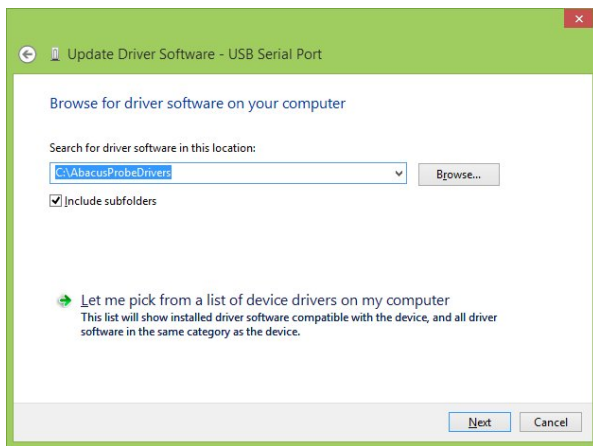 Update Driver Software - USB Serial Port
Browse for driver software on your computer
Search for driver software in this location:
C:\AbacusProbeDrivers
Browse...
Include subfolders
Let me pick from a list of device drivers on my computer
This list will show installed driver software compatible with the device, and all driver
software in the same category as the device.
Next
Cancel